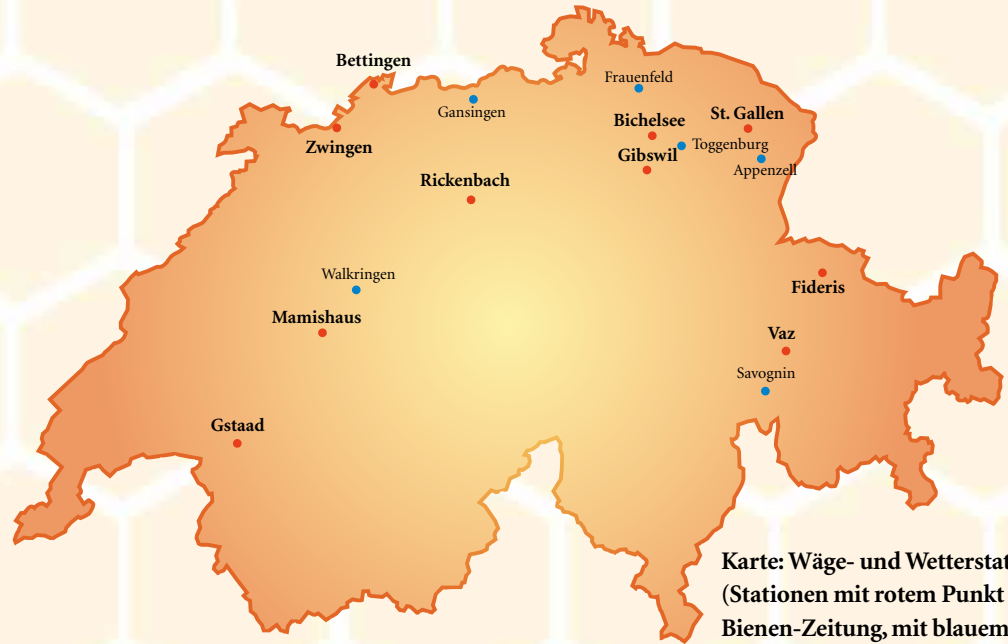 Bettingen
Frauenfeld
Gansingen
St. Gallen
Bichelsee
Zwingen
Toggenburg
Gibswil
Appenzell
Rickenbach
Walkringen
Fideris
Mamishaus
Vaz
Savognin
Gstaad
Karte: Wäge- und Wetterstat
(Stationen mit rotem Punkt
Bienen-Zeitung, mit blauem